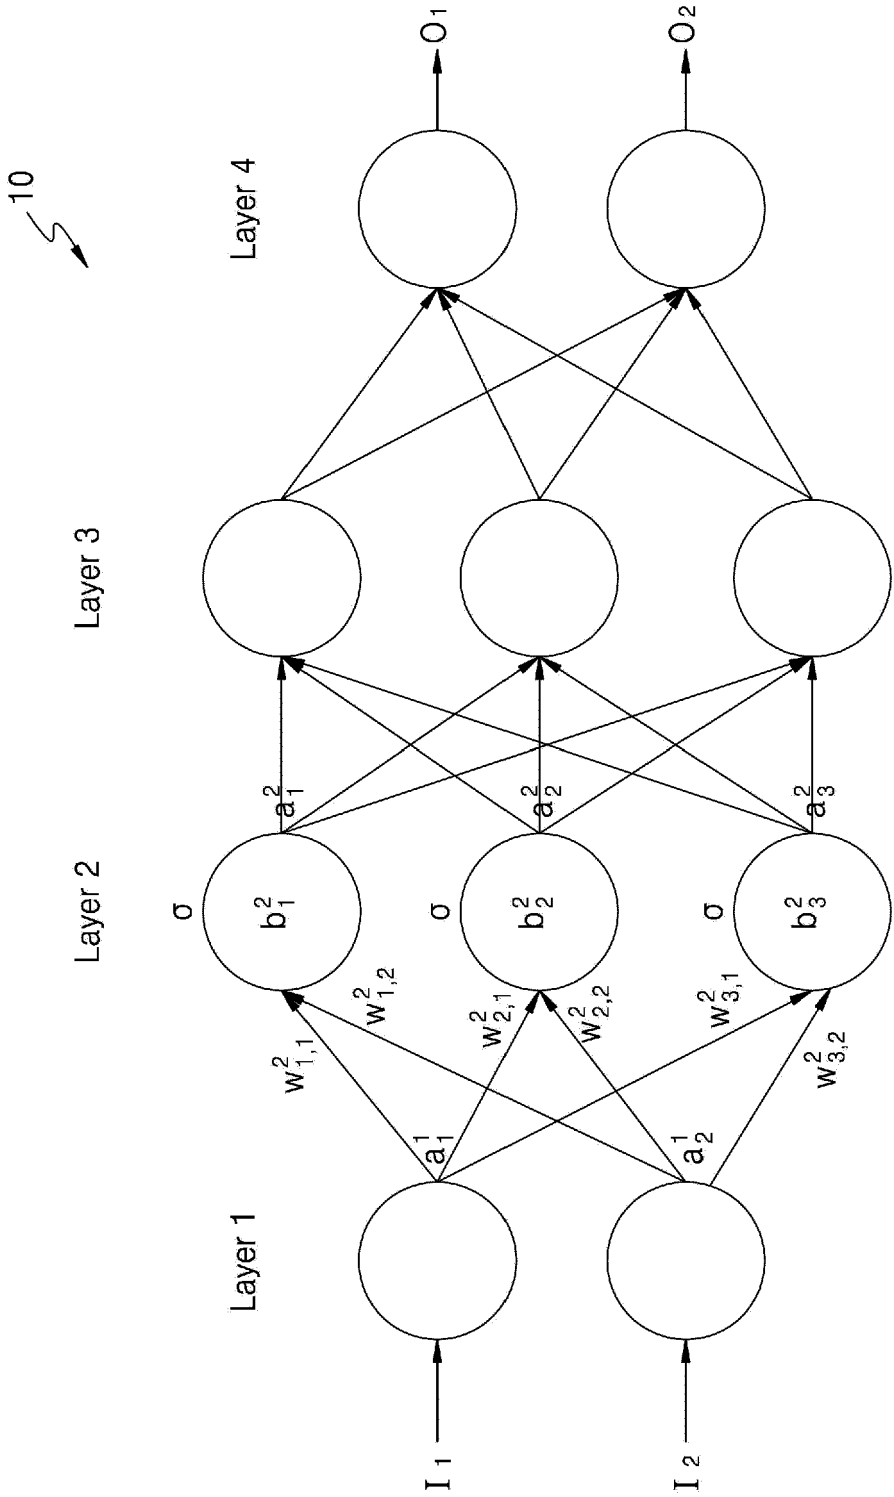 10
Layer 1
Layer 2
Layer 3
Layer 4
I₁
I₂
a¹₁
a¹₂
w²₁,₁
w²₁,₂
w²₂,₁
w²₂,₂
w²₃,₁
w²₃,₂
σ
b²₁
σ
b²₂
σ
b²₃
a²₁
a²₂
a²₃
O₁
O₂